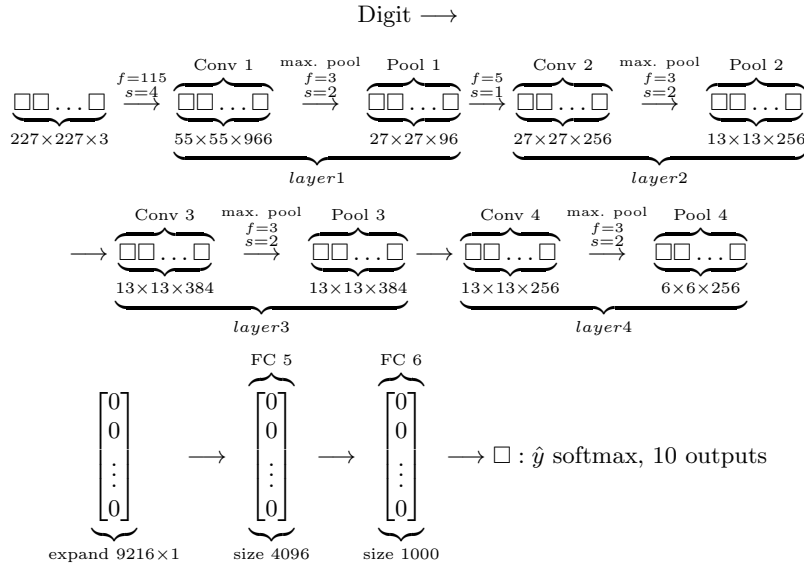 Digit ⟶
Conv 1 max. pool Pool 1 Conv 2 max. pool Pool 2
□□…□ f=115 s=4 ⟶ □□…□ f=3 s=2 ⟶ □□…□ f=5 s=1 ⟶ □□…□ f=3 s=2 ⟶ □□…□
227×227×3 55×55×966 27×27×96 27×27×256 13×13×256
layer1 layer2
Conv 3 max. pool Pool 3 Conv 4 max. pool Pool 4
⟶ □□…□ f=3 s=2 ⟶ □□…□ ⟶ □□…□ f=3 s=2 ⟶ □□…□
13×13×384 13×13×384 13×13×256 6×6×256
layer3 layer4
FC 5 FC 6
0 0 0
0 0 0
⋮ ⟶ ⋮ ⟶ ⋮ ⟶ □ : ŷ softmax, 10 outputs
0 0 0
expand 9216×1 size 4096 size 1000